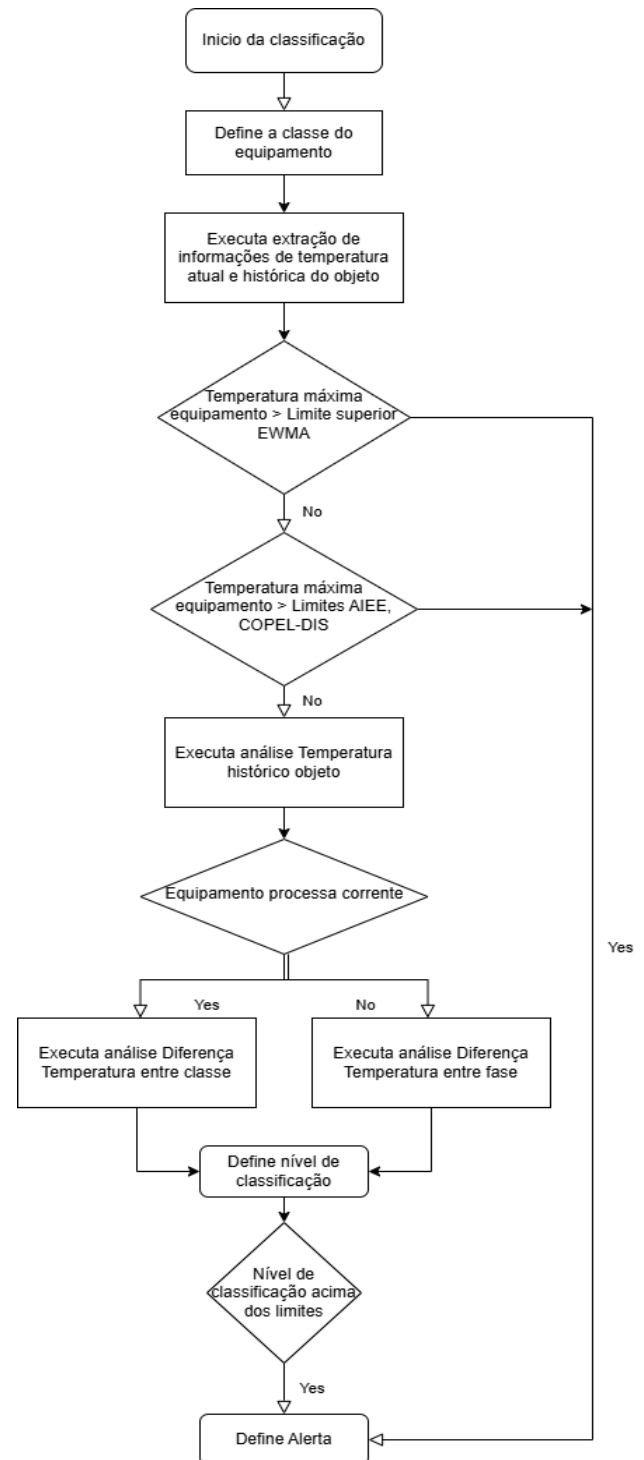 Inicio da classificação
Define a classe do
equipamento
Executa extração de
informações de temperatura
atual e histórica do objeto
Temperatura máxima
equipamento > Limite superior
EWMA
No
Temperatura máxima
equipamento > Limites AIEE,
COPEL-DIS
No
Executa análise Temperatura
histórico objeto
Equipamento processa corrente
Yes
Yes
No
Executa análise Diferença
Temperatura entre classe
Executa análise Diferença
Temperatura entre fase
Define nível de
classificação
Nível de
classificação acima
dos limites
Yes
Define Alerta